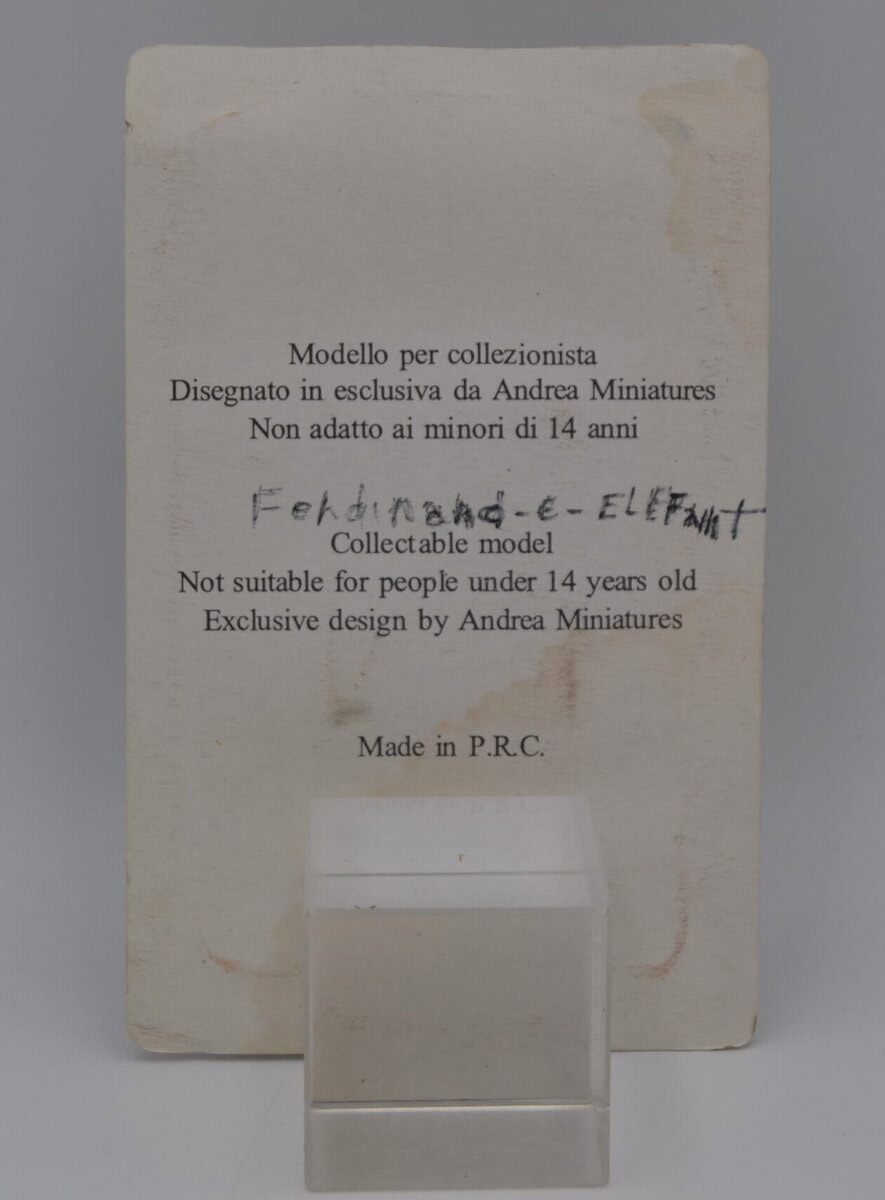 Modello per collezionista
Disegnato in esclusiva da Andrea Miniatures
Non adatto ai minori di 14 anni
Ferdinand - e - ELEFant
Collectable model
Not suitable for people under 14 years old
Exclusive design by Andrea Miniatures
Made in P.R.C.